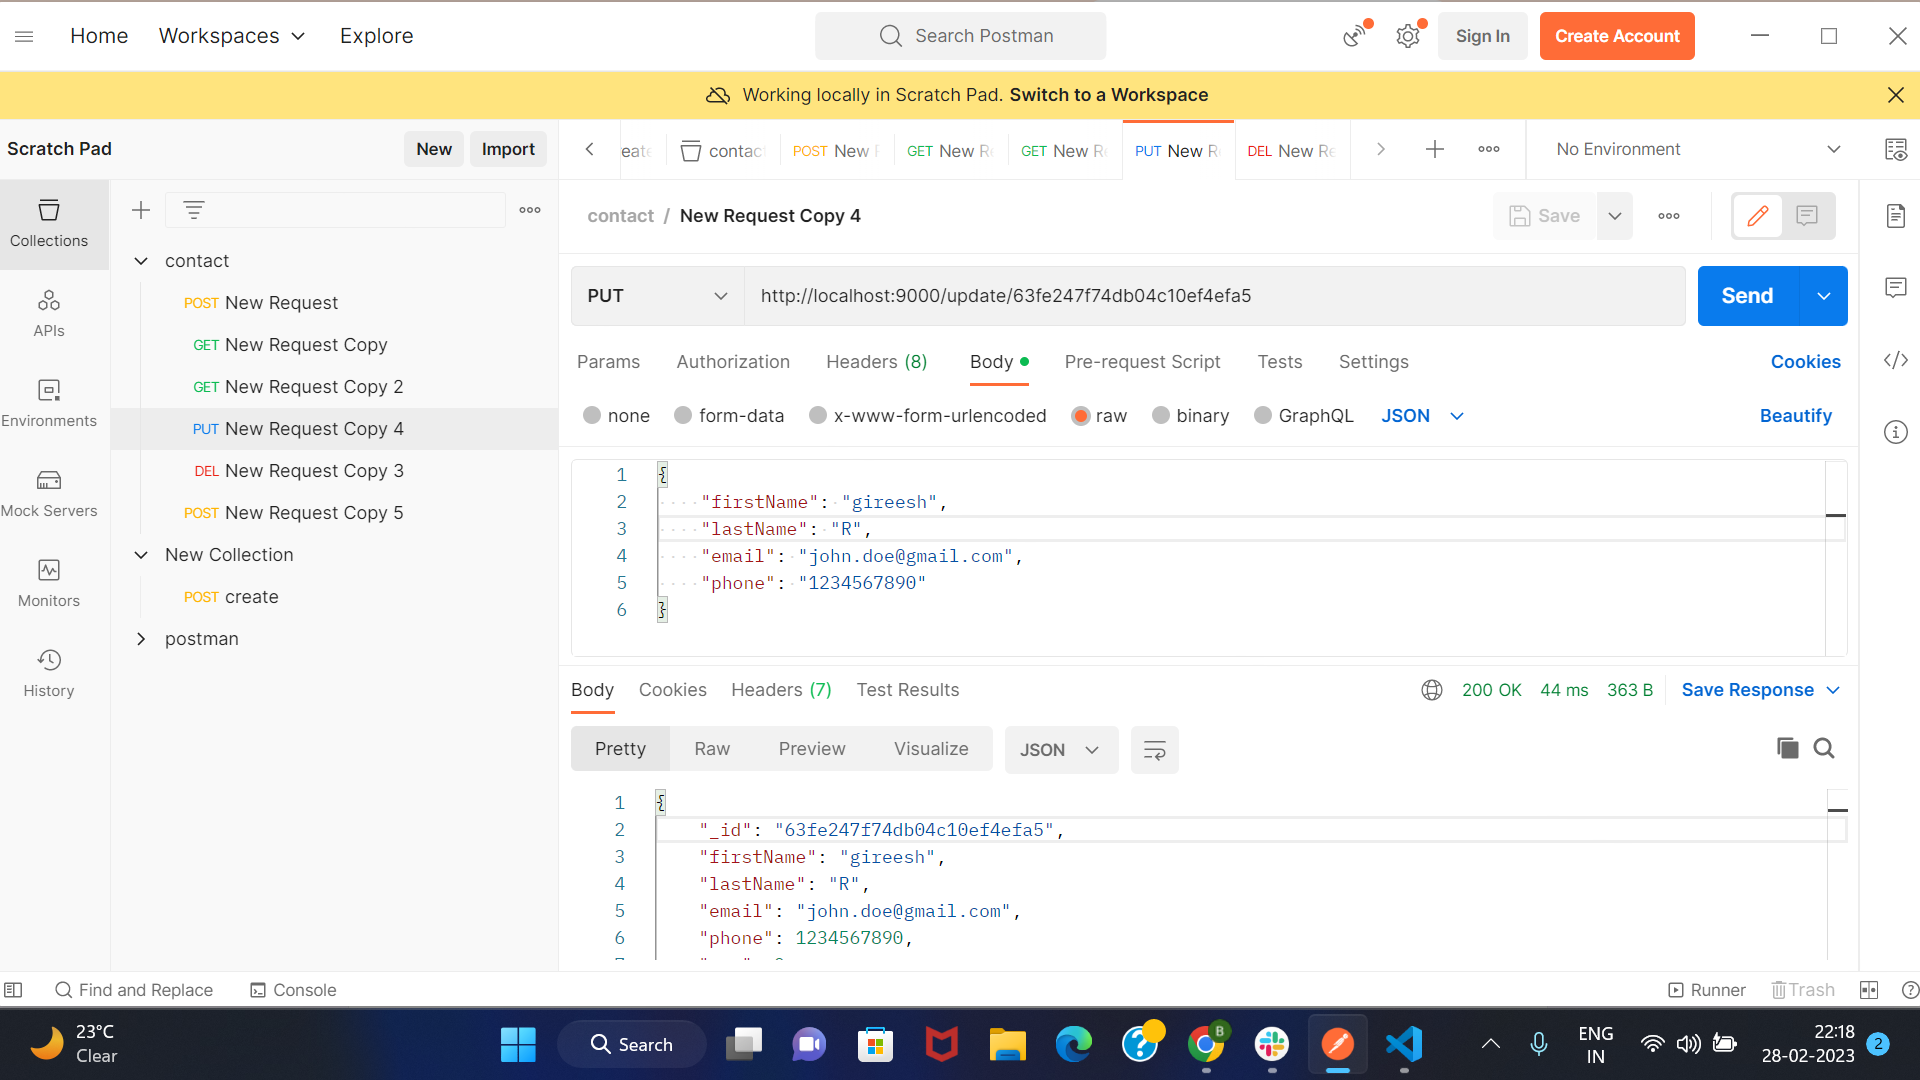 Home Workspaces Explore Search Postman Sign In Create Account
Working locally in Scratch Pad. Switch to a Workspace
Scratch Pad New Import contac POST New GET New R GET New R PUT New R DEL New Re No Environment
Collections
APIs
Environments
Mock Servers
Monitors
History
contact
POST New Request
GET New Request Copy
GET New Request Copy 2
PUT New Request Copy 4
DEL New Request Copy 3
POST New Request Copy 5
New Collection
POST create
postman
contact / New Request Copy 4 Save
PUT http://localhost:9000/update/63fe247f74db04c10ef4efa5 Send
Params Authorization Headers (8) Body Pre-request Script Tests Settings Cookies
none form-data x-www-form-urlencoded raw binary GraphQL JSON Beautify
1 {
2 "firstName": "gireesh",
3 "lastName": "R",
4 "email": "john.doe@gmail.com",
5 "phone": "1234567890"
6 }
Body Cookies Headers (7) Test Results 200 OK 44 ms 363 B Save Response
Pretty Raw Preview Visualize JSON
1 {
2 "_id": "63fe247f74db04c10ef4efa5",
3 "firstName": "gireesh",
4 "lastName": "R",
5 "email": "john.doe@gmail.com",
6 "phone": 1234567890,
Find and Replace Console Runner Trash
23°C
Clear
Search
B
ENG
IN
22:18
28-02-2023
2